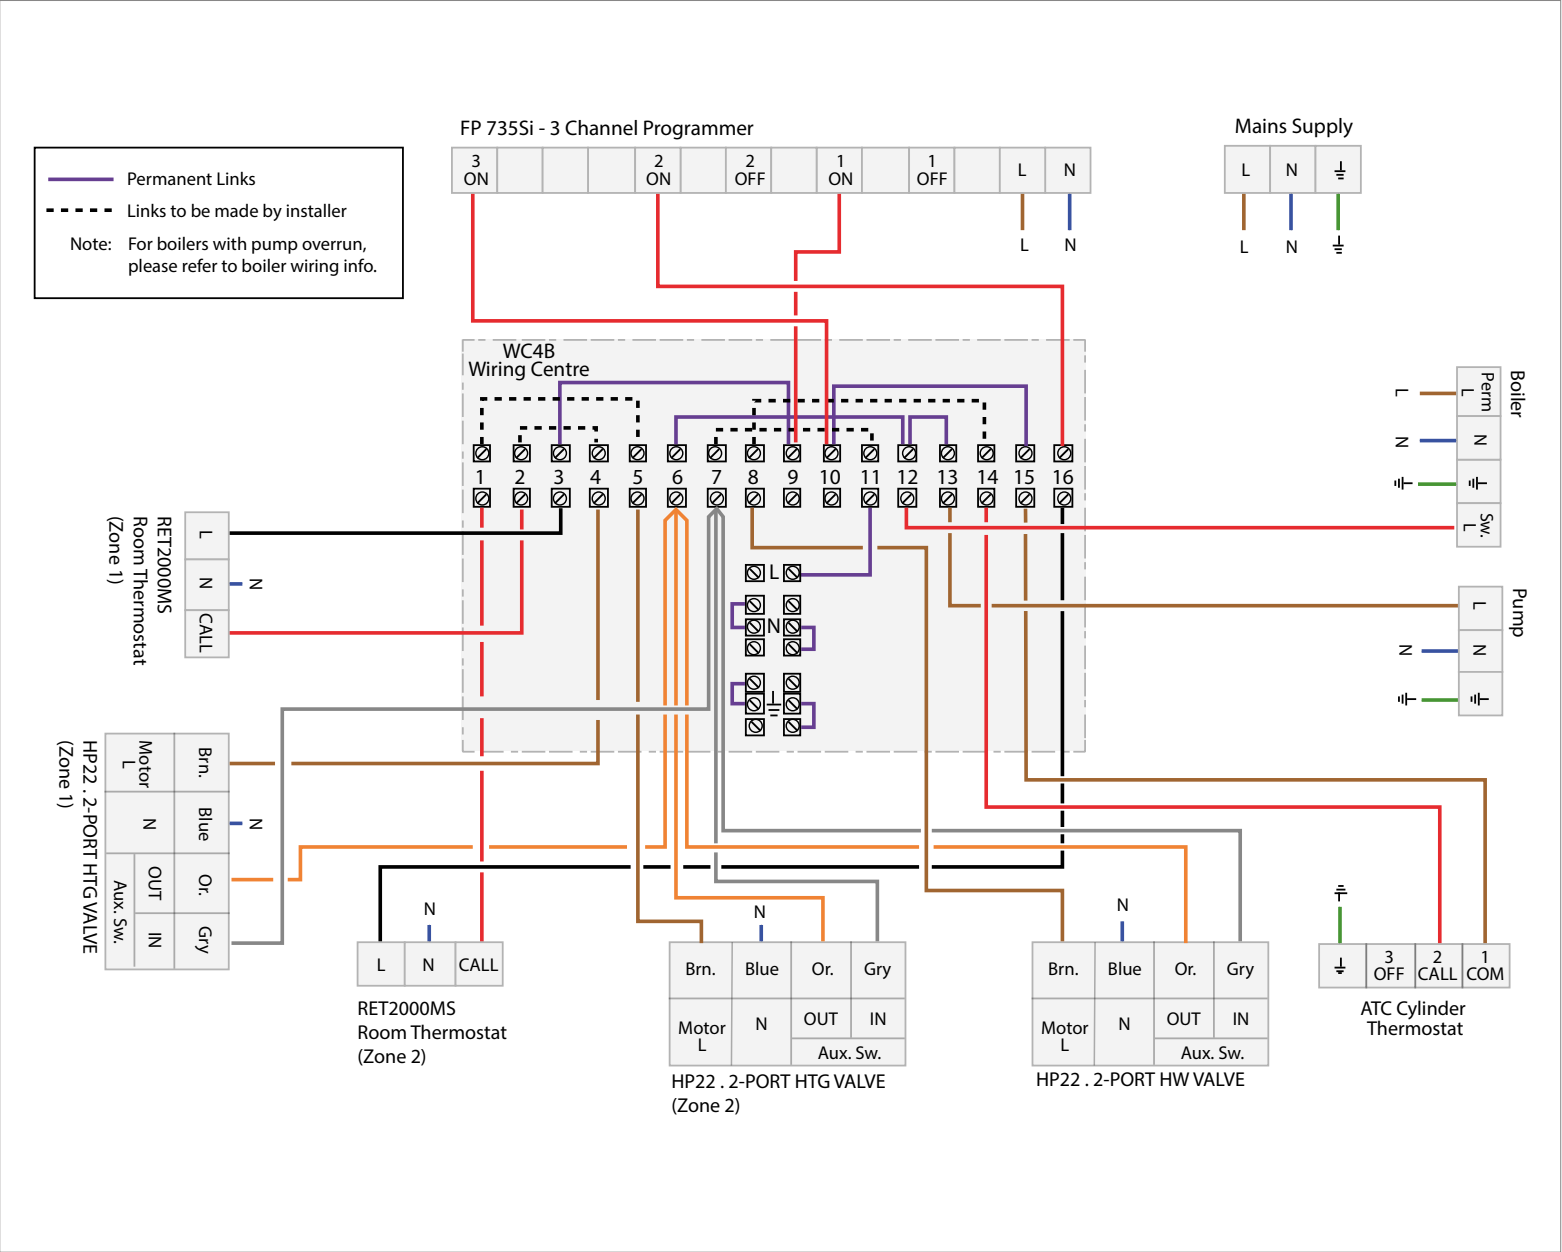 FP 735Si - 3 Channel Programmer
3 ON
2 ON
2 OFF
1 ON
1 OFF
L
N
L
N
Mains Supply
L
N
L
N
Permanent Links
Links to be made by installer
Note: For boilers with pump overrun,
please refer to boiler wiring info.
WC4B
Wiring Centre
1 2 3 4 5 6 7 8 9 10 11 12 13 14 15 16
L
N
RET2000MS
Room Thermostat
(Zone 1)
L
N
CALL
N
Boiler
Perm L
N
Sw. L
L
N
Pump
L
N
N
HP22 . 2-PORT HTG VALVE
(Zone 1)
Motor L
N
Aux. Sw.
OUT
IN
Brn.
Blue
Or.
Gry
N
N
L
N
CALL
RET2000MS
Room Thermostat
(Zone 2)
N
Brn.
Blue
Or.
Gry
Motor L
N
OUT
IN
Aux. Sw.
HP22 . 2-PORT HTG VALVE
(Zone 2)
N
Brn.
Blue
Or.
Gry
Motor L
N
OUT
IN
Aux. Sw.
HP22 . 2-PORT HW VALVE
3 OFF
2 CALL
1 COM
ATC Cylinder
Thermostat